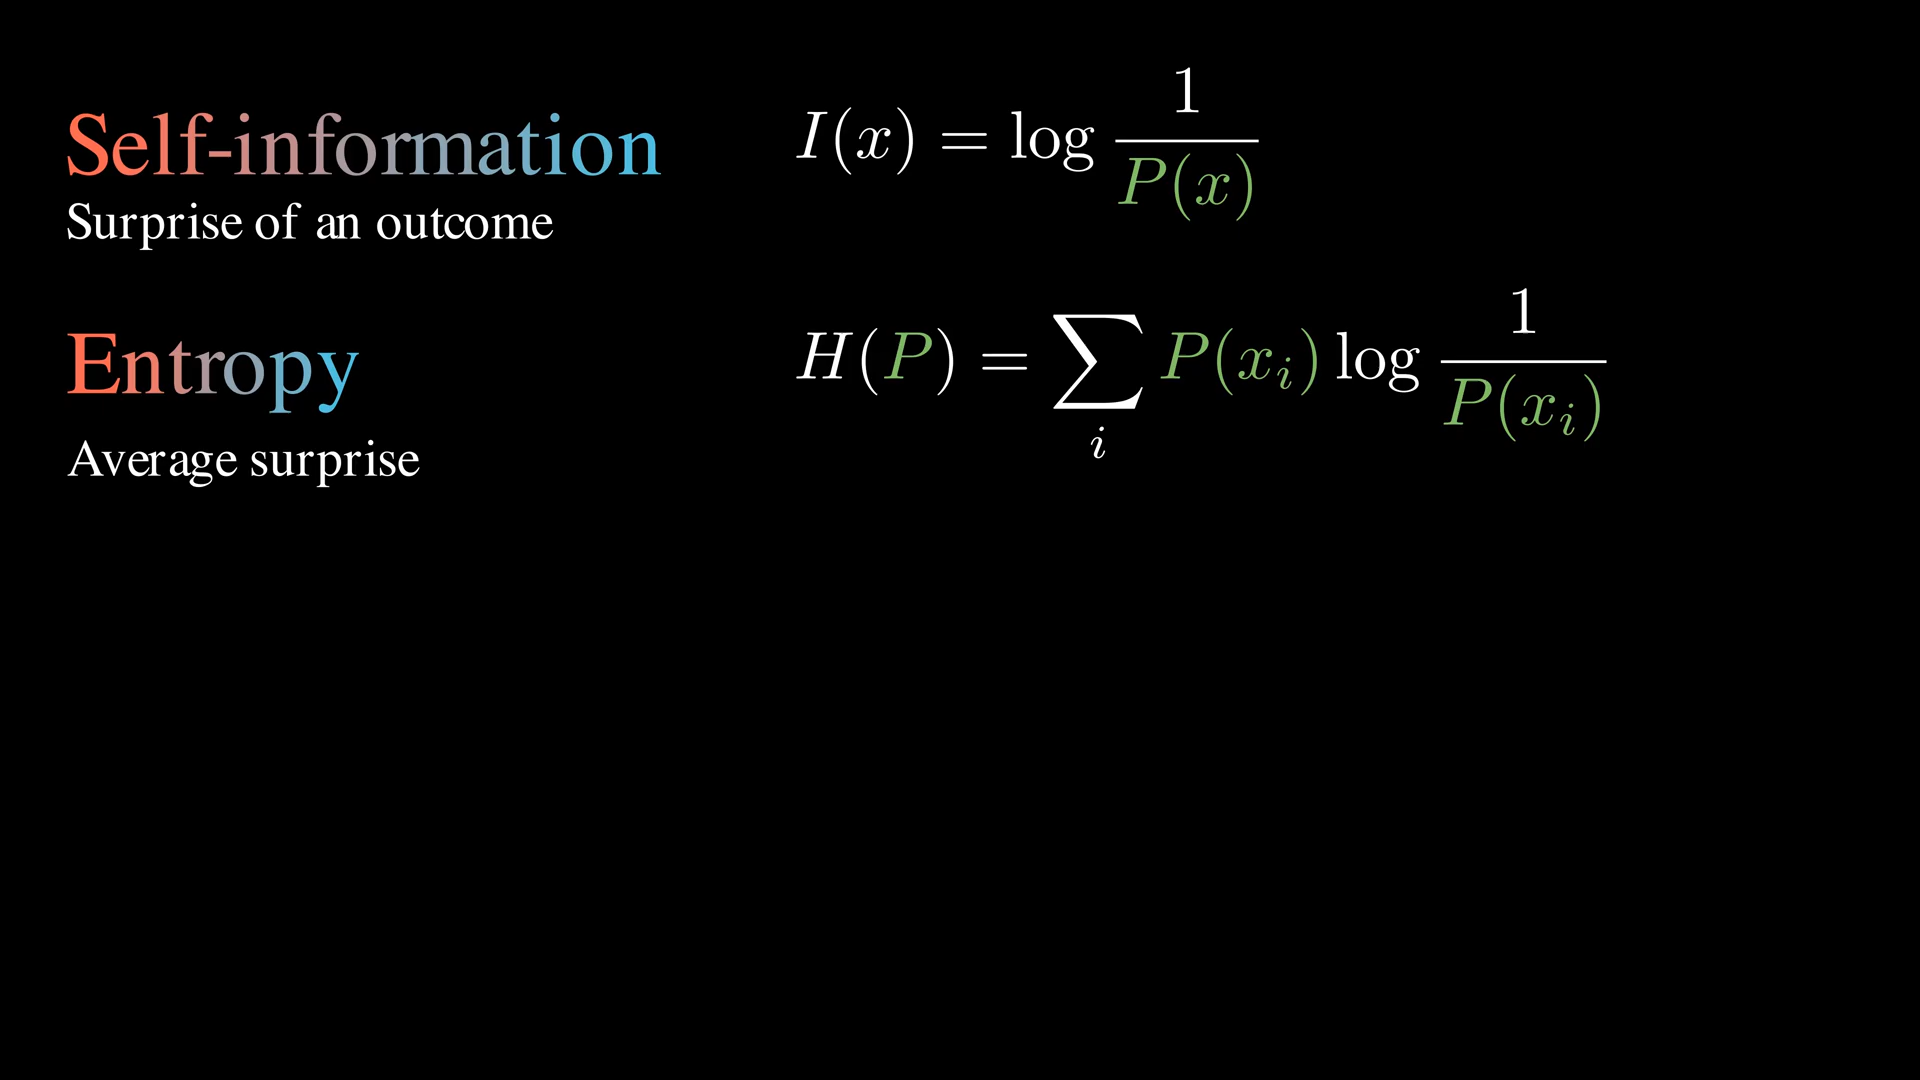 Self-information
I(x) = log 1/P(x)
Surprise of an outcome
Entropy
H(P) = ∑_i P(x_i) log 1/P(x_i)
Average surprise